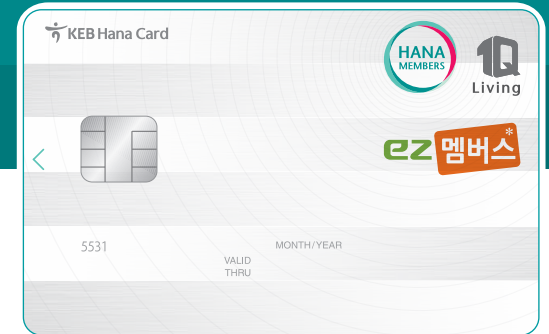 KEB Hana Card
HANA
MEMBERS
1Q
Living
ez 멤버스*
5531
MONTH/YEAR
VALID
THRU